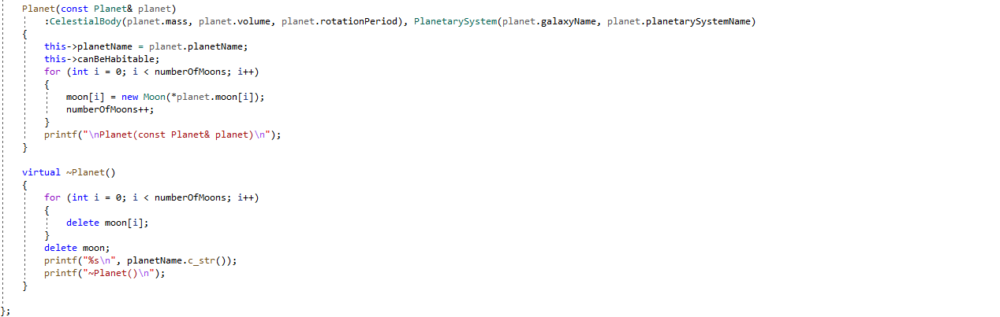 Planet(const Planet& planet)
:CelestialBody(planet.mass, planet.volume, planet.rotationPeriod), PlanetarySystem(planet.galaxyName, planet.planetarySystemName)
{
this->planetName = planet.planetName;
this->canBeHabitable;
for (int i = 0; i < numberOfMoons; i++)
{
moon[i] = new Moon(*planet.moon[i]);
numberOfMoons++;
}
printf("\nPlanet(const Planet& planet)\n");
}
virtual ~Planet()
{
for (int i = 0; i < numberOfMoons; i++)
{
delete moon[i];
}
delete moon;
printf("%s\n", planetName.c_str());
printf("~Planet()\n");
}
};